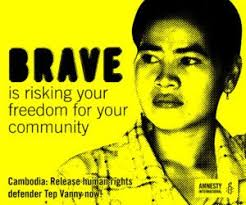 BRAVE
is risking your
freedom for your
community
Cambodia: Release human rights
defender Tep Vanny now!
AMNESTY
INTERNATIONAL